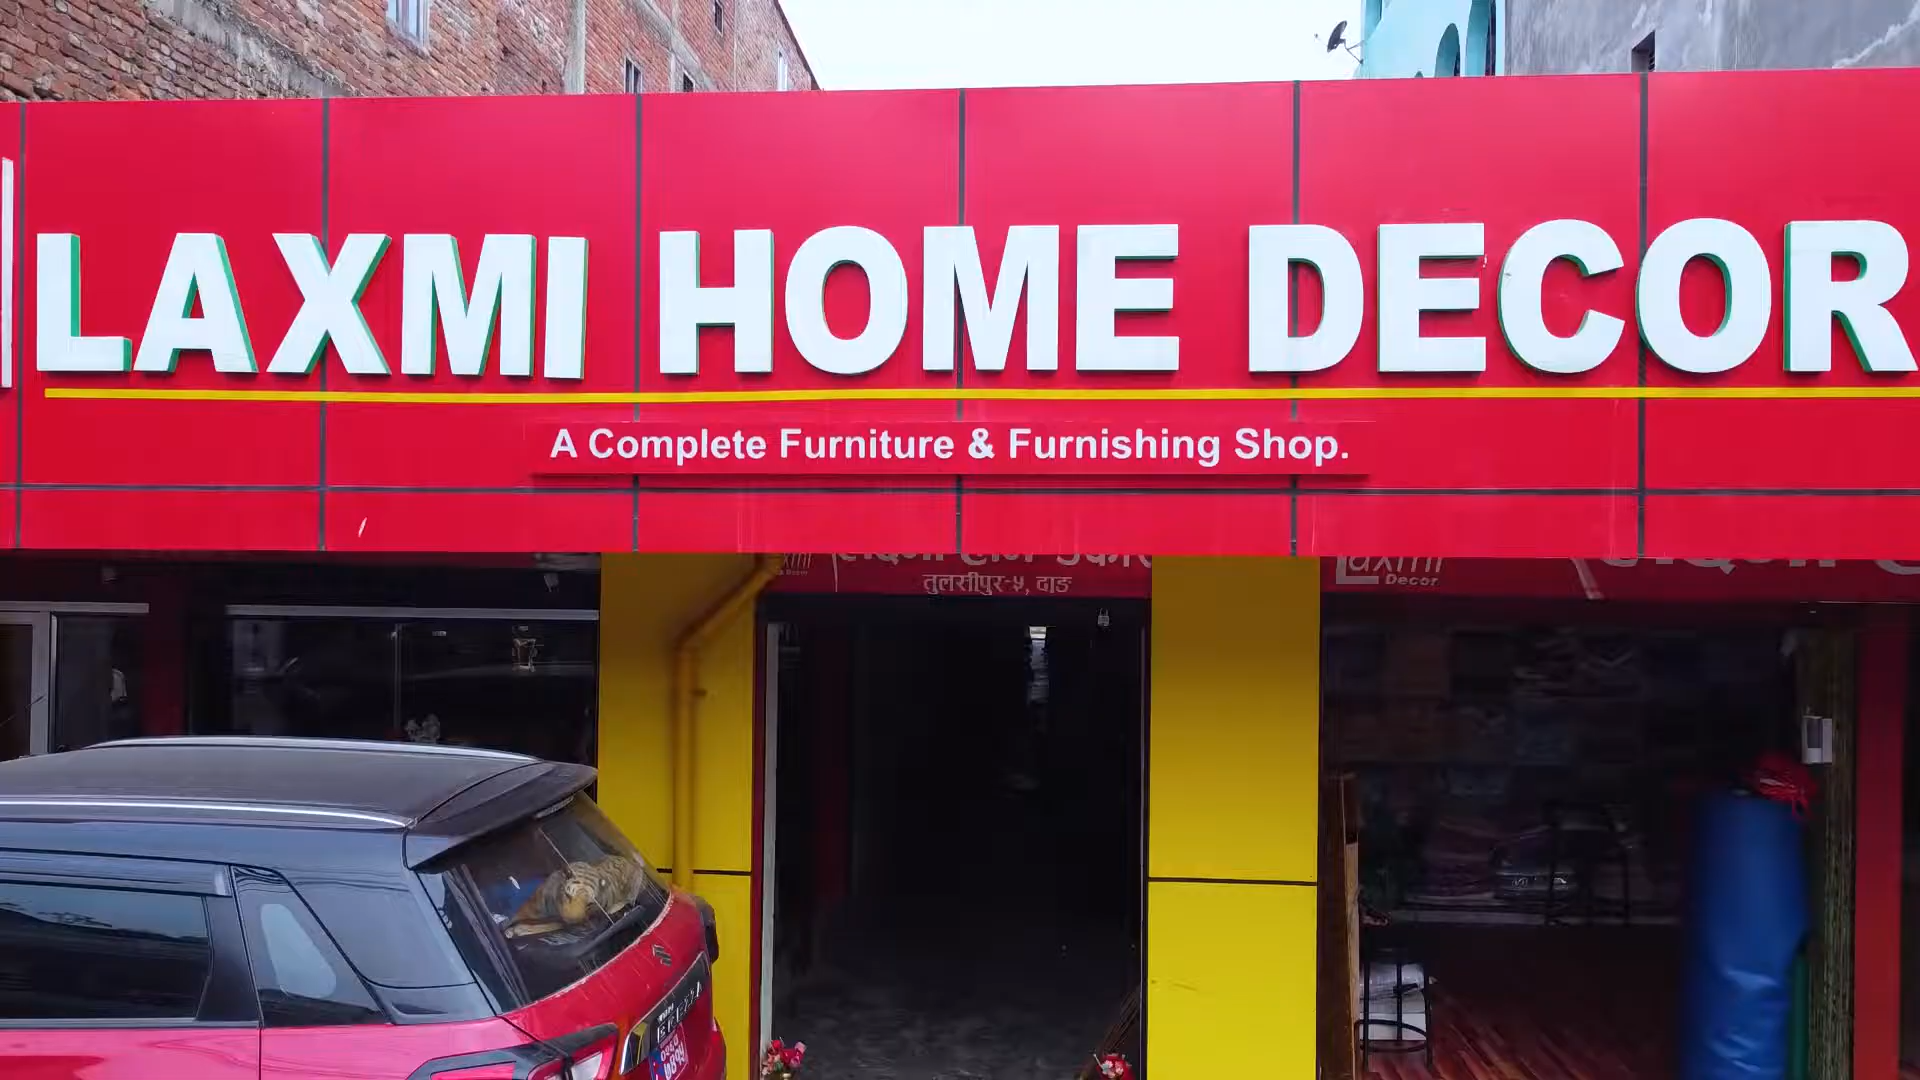 LAXMI HOME DECOR
A Complete Furniture & Furnishing Shop.
तुलसीपुर-५, दाङ
Laxmi
Decor